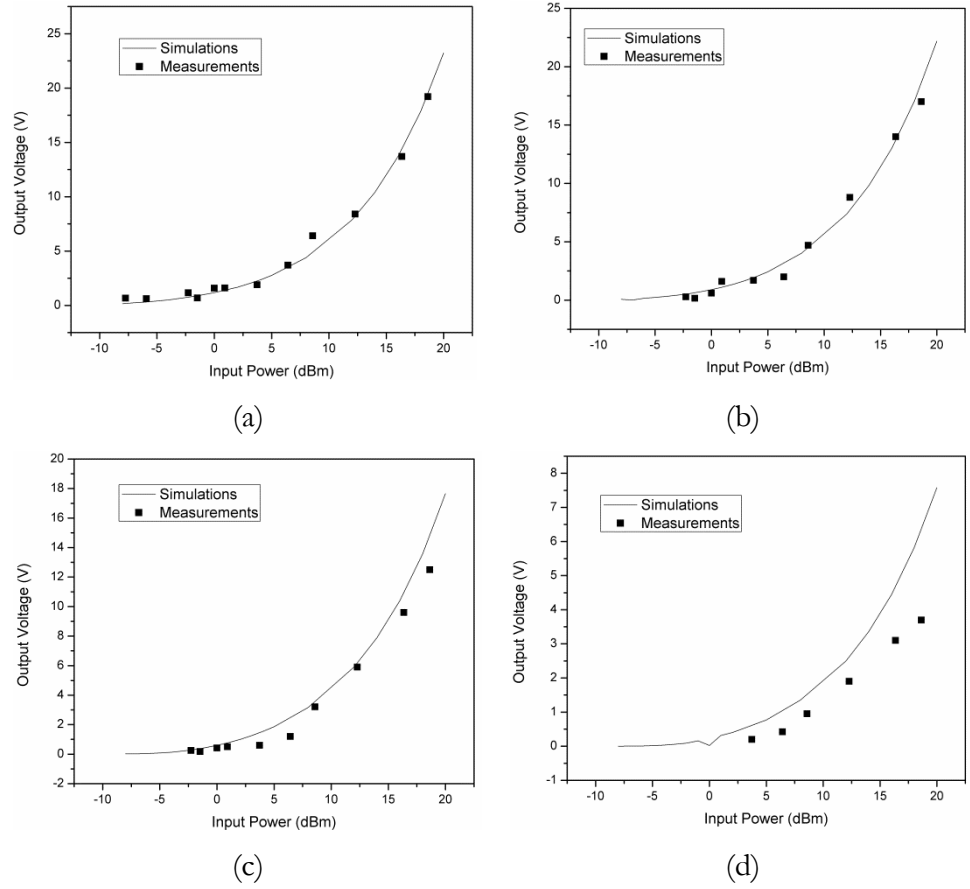 25
20
15
10
5
0
Output Voltage (V)
Simulations
Measurements
-10 -5 0 5 10 15 20
Input Power (dBm)
(a)
25
20
15
10
5
0
Output Voltage (V)
Simulations
Measurements
-10 -5 0 5 10 15 20
Input Power (dBm)
(b)
20
18
16
14
12
10
8
6
4
2
0
-2
Output Voltage (V)
Simulations
Measurements
-10 -5 0 5 10 15 20
Input Power (dBm)
(c)
8
7
6
5
4
3
2
1
0
-1
Output Voltage (V)
Simulations
Measurements
-10 -5 0 5 10 15 20
Input Power (dBm)
(d)